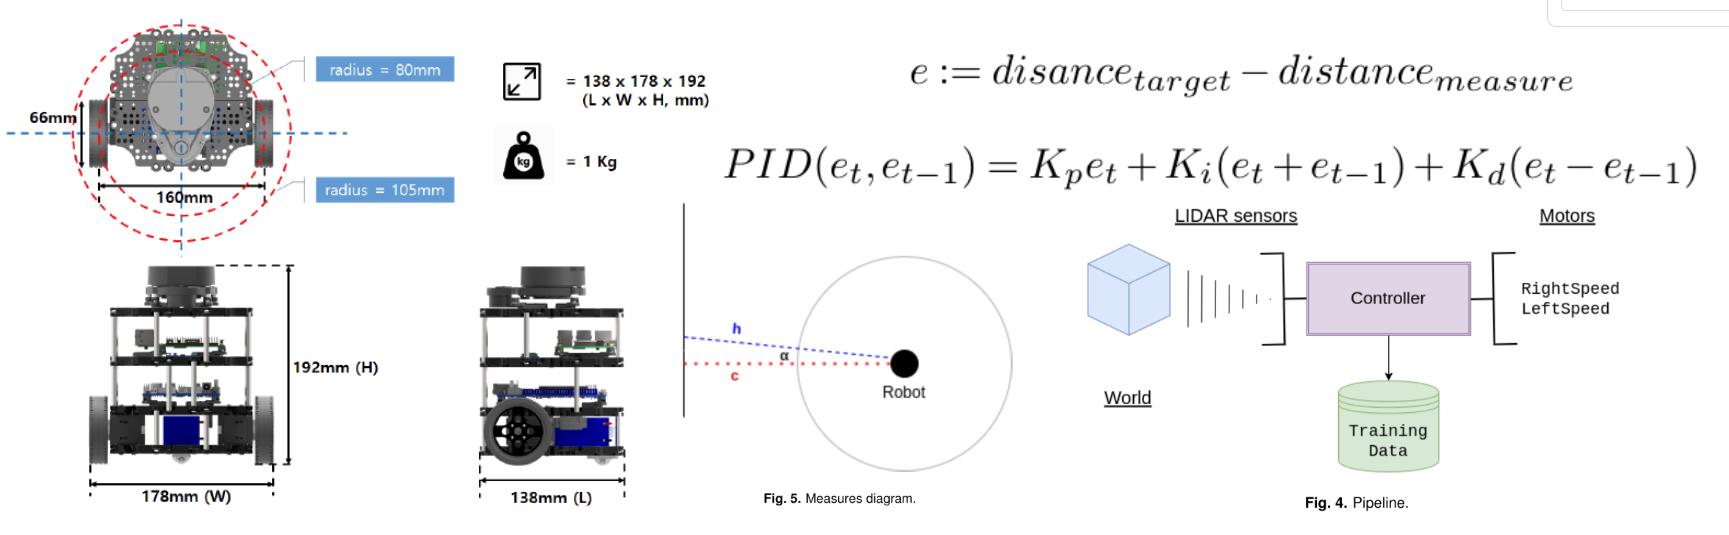 radius = 80mm
66mm
radius = 105mm
160mm
= 138 x 178 x 192
(L x W x H, mm)
kg
= 1 Kg
192mm (H)
178mm (W)
138mm (L)
e := disance_{target} − distance_{measure}
PID(e_t, e_{t−1}) = K_p e_t + K_i(e_t + e_{t−1}) + K_d(e_t − e_{t−1})
h
α
c
Robot
Fig. 5. Measures diagram.
LIDAR sensors
Motors
Controller
RightSpeed
LeftSpeed
World
Training
Data
Fig. 4. Pipeline.